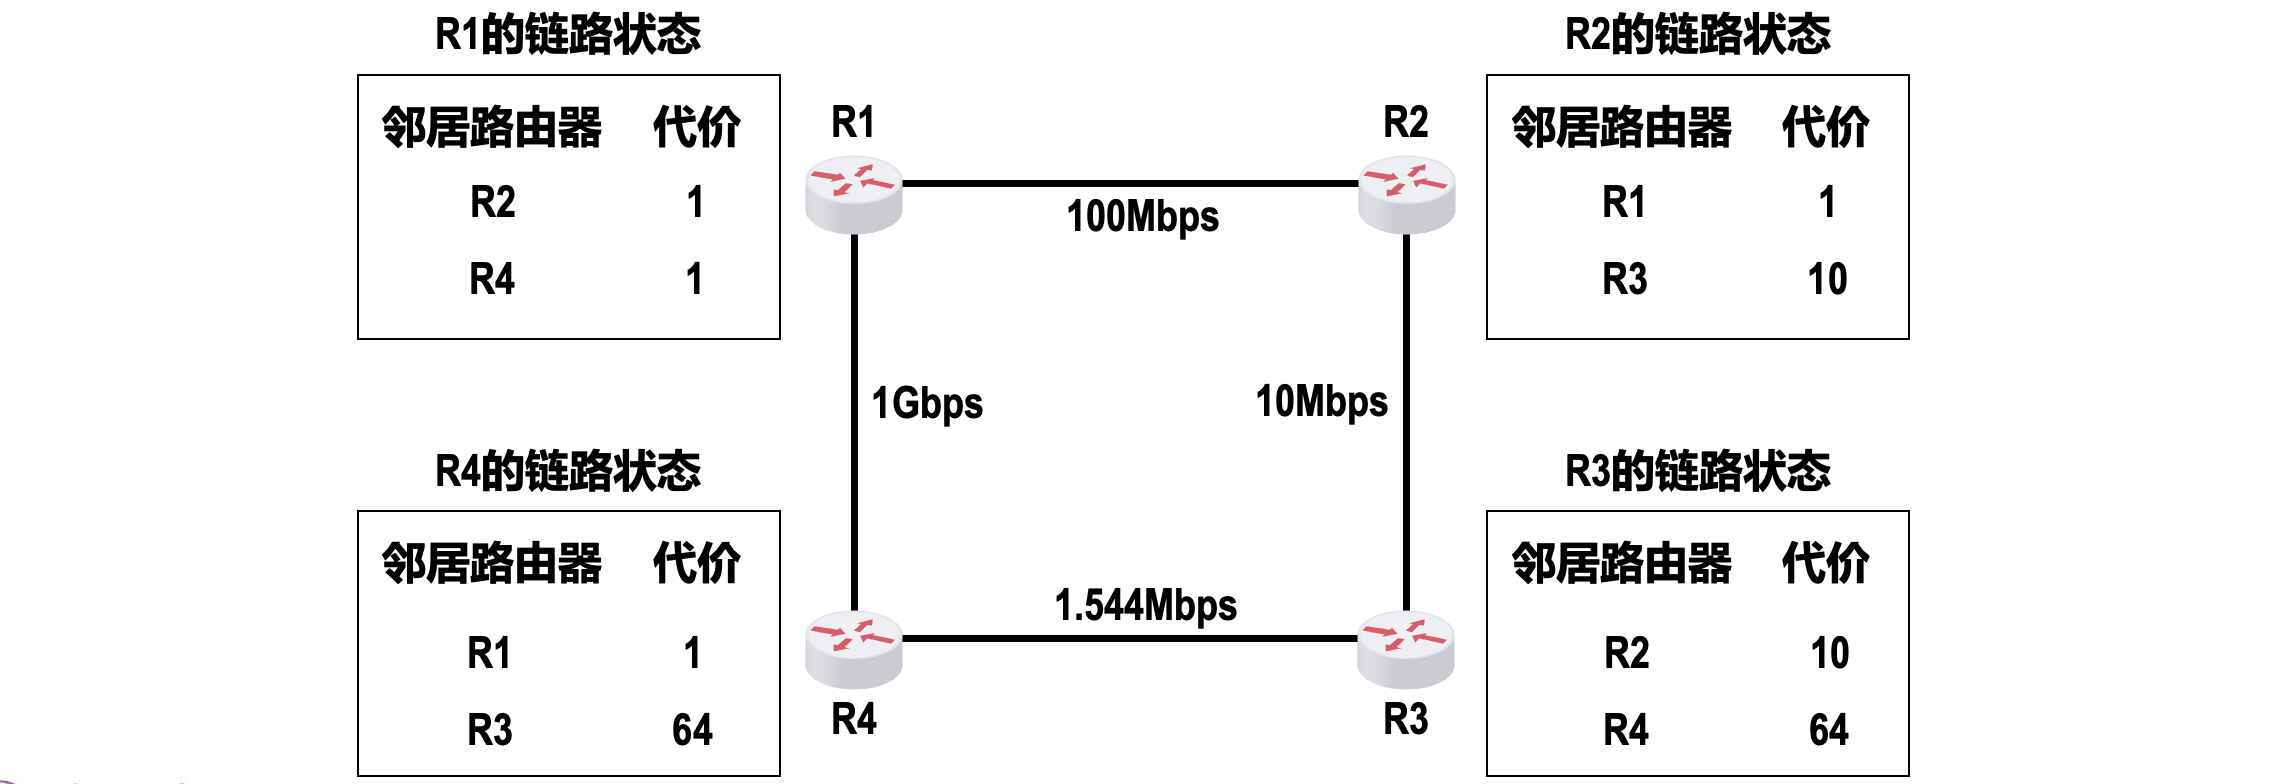 R1的链路状态
邻居路由器 代价
R2 1
R4 1
R2的链路状态
邻居路由器 代价
R1 1
R3 10
R1
R2
100Mbps
1Gbps
10Mbps
1.544Mbps
R4
R3
R4的链路状态
邻居路由器 代价
R1 1
R3 64
R3的链路状态
邻居路由器 代价
R2 10
R4 64